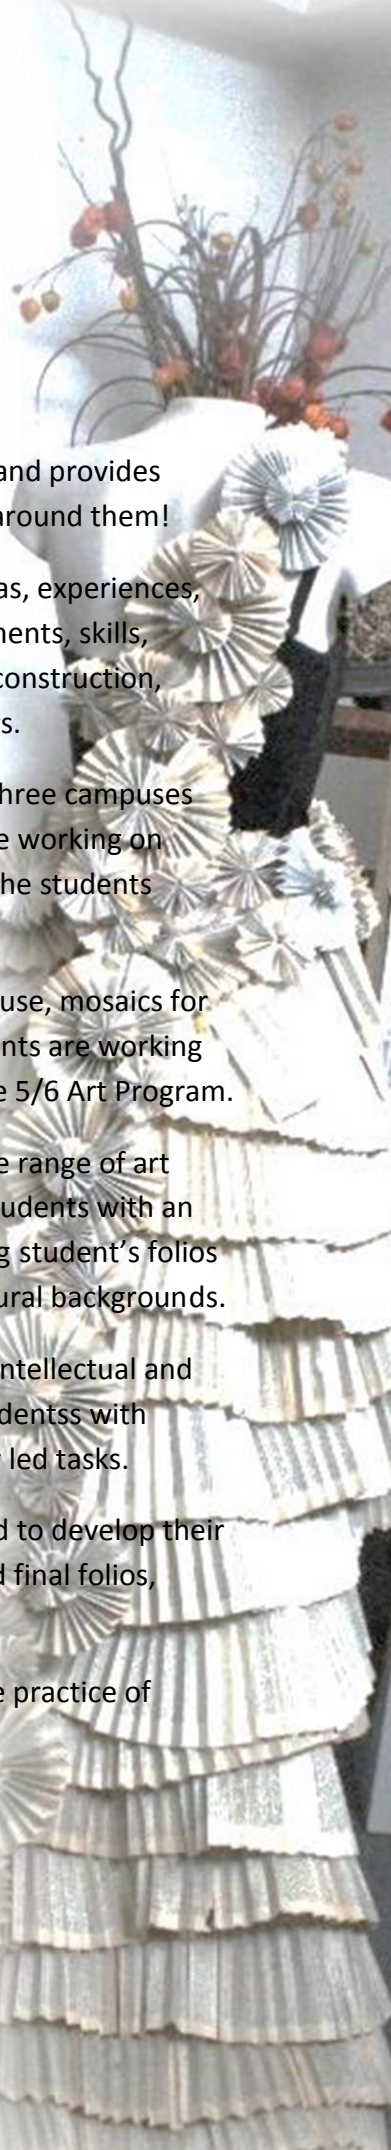 and provides
around them!
as, experiences,
ents, skills,
construction,
s.
hree campuses
e working on
he students
use, mosaics for
nts are working
e 5/6 Art Program.
e range of art
udents with an
g student’s folios
ural backgrounds.
ntellectual and
dentss with
led tasks.
d to develop their
d final folios,
e practice of